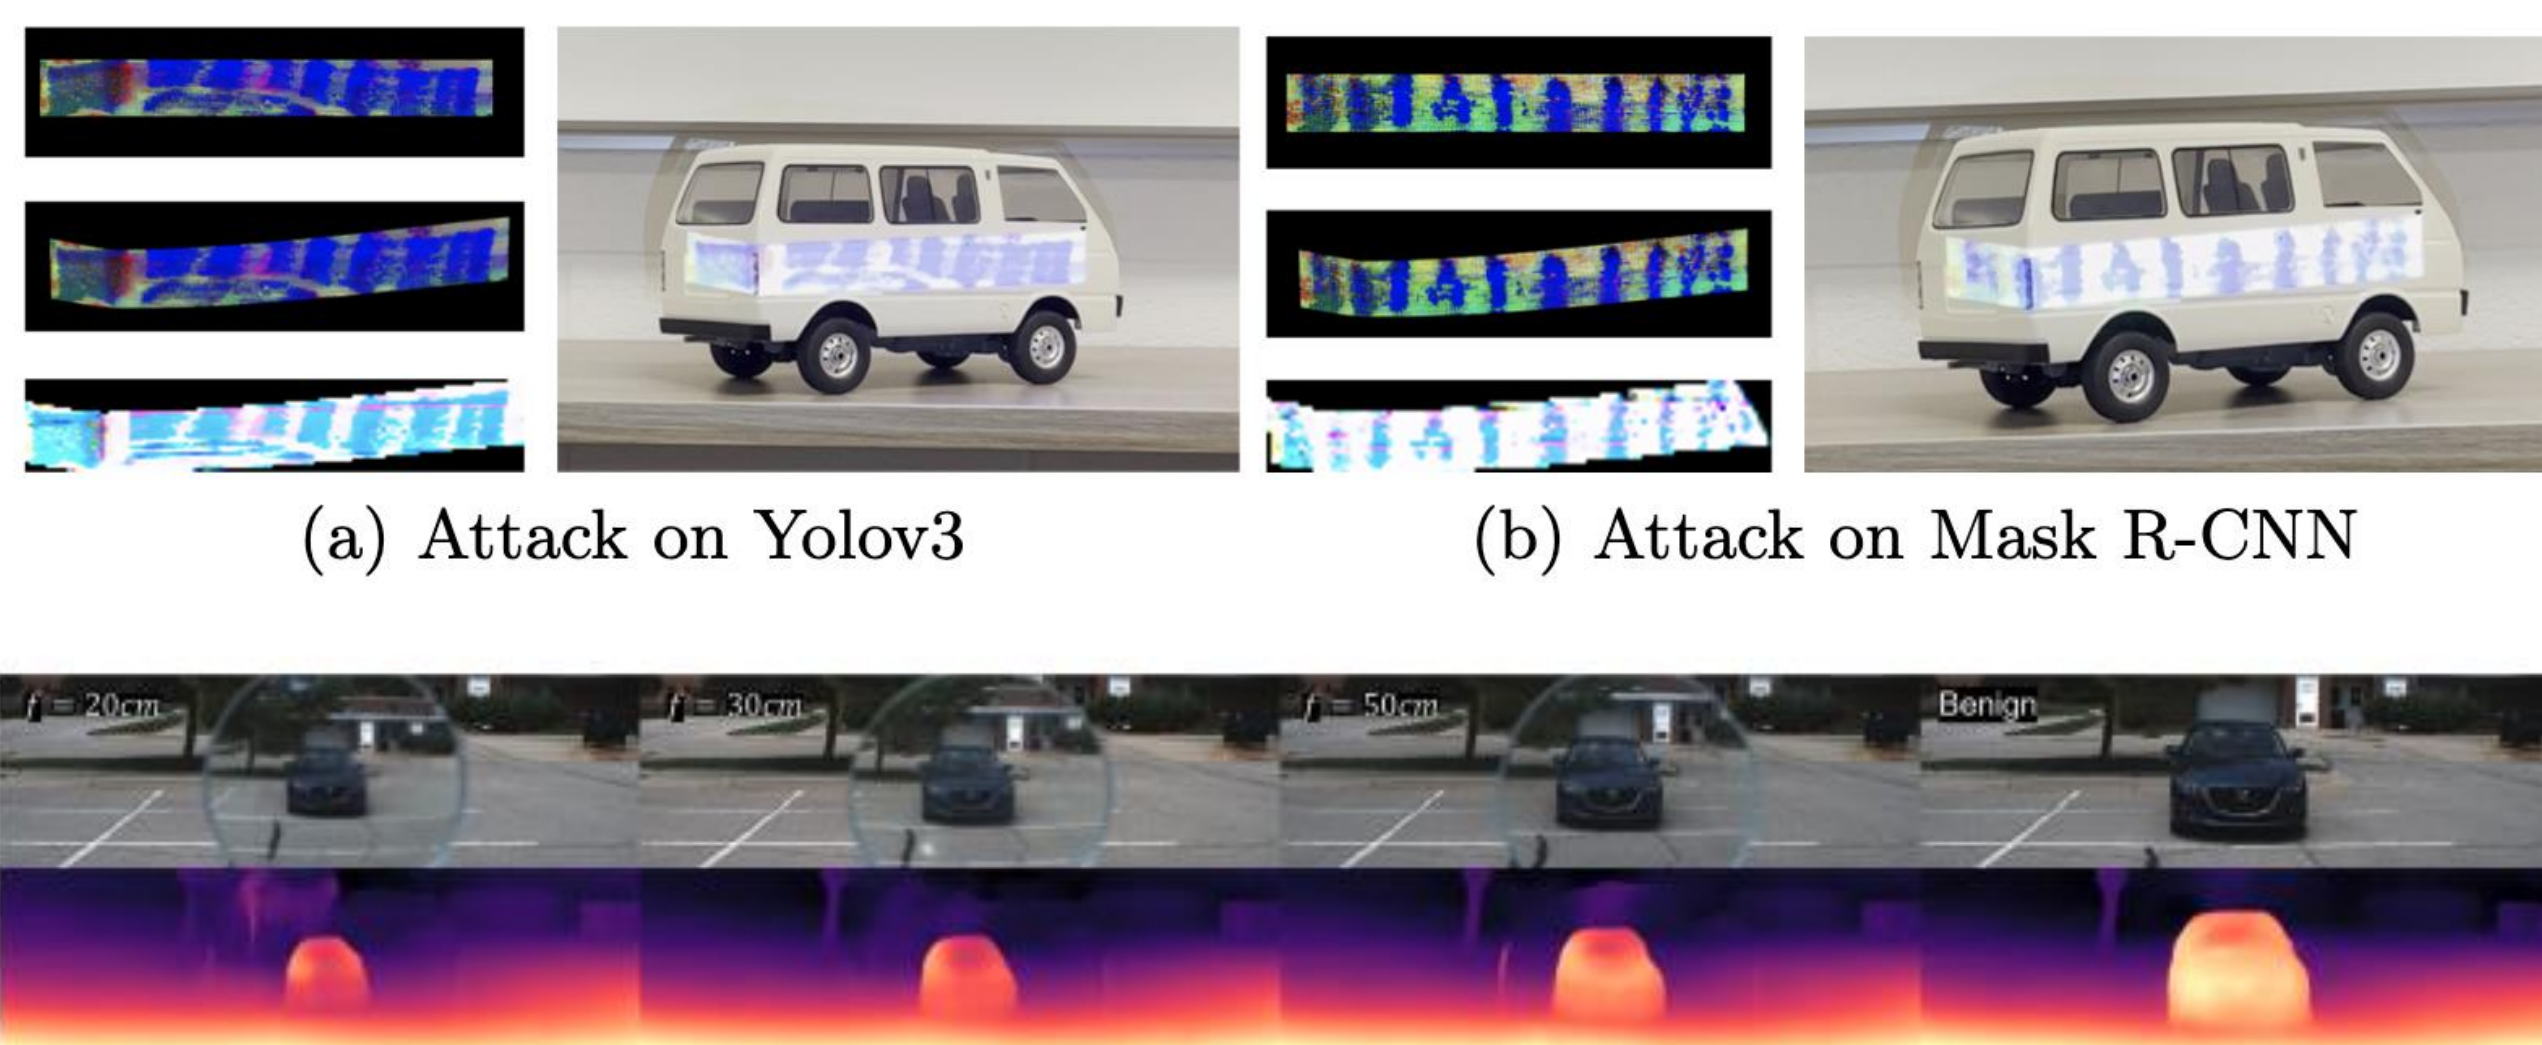 (a) Attack on Yolov3
(b) Attack on Mask R-CNN
f = 20cm
f = 30cm
f = 50cm
Benign